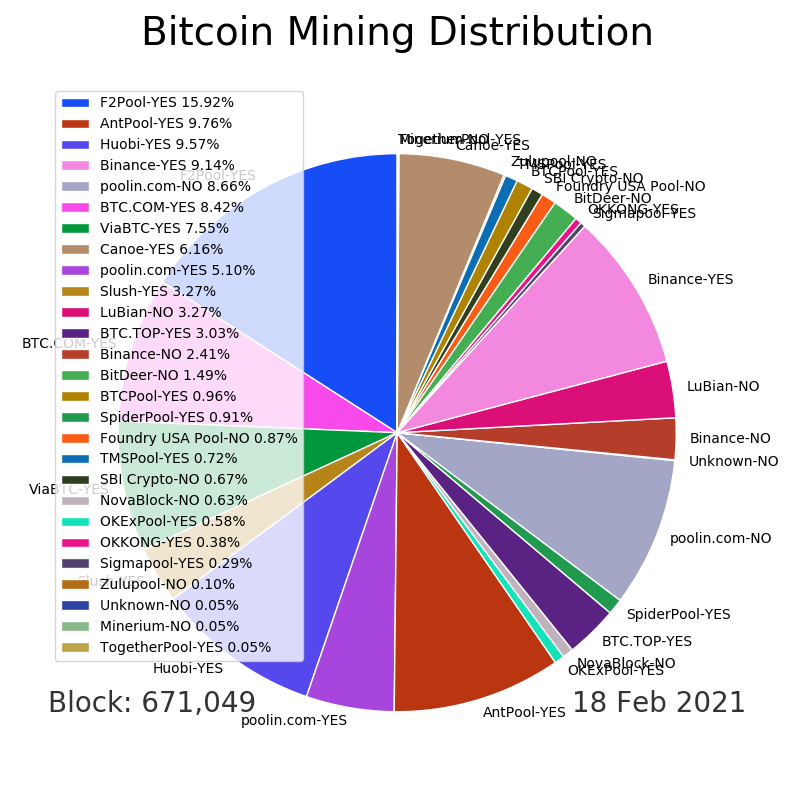 Bitcoin Mining Distribution
F2Pool-YES 15.92%
AntPool-YES 9.76%
Huobi-YES 9.57%
Binance-YES 9.14%
poolin.com-NO 8.66%
BTC.COM-YES 8.42%
ViaBTC-YES 7.55%
Canoe-YES 6.16%
poolin.com-YES 5.10%
Slush-YES 3.27%
LuBian-NO 3.27%
BTC.TOP-YES 3.03%
Binance-NO 2.41%
BitDeer-NO 1.49%
BTCPool-YES 0.96%
SpiderPool-YES 0.91%
Foundry USA Pool-NO 0.87%
TMSPool-YES 0.72%
SBI Crypto-NO 0.67%
NovaBlock-NO 0.63%
OKExPool-YES 0.58%
OKKONG-YES 0.38%
Sigmapool-YES 0.29%
Zulupool-NO 0.10%
Unknown-NO 0.05%
Minerium-NO 0.05%
TogetherPool-YES 0.05%
F2Pool-YES
BTC.COM-YES
ViaBTC-YES
Slush-YES
Huobi-YES
poolin.com-YES
AntPool-YES
OKExPool-YES
NovaBlock-NO
BTC.TOP-YES
SpiderPool-YES
poolin.com-NO
Unknown-NO
Binance-NO
LuBian-NO
Binance-YES
Sigmapool-YES
OKKONG-YES
BitDeer-NO
Foundry USA Pool-NO
SBI Crypto-NO
BTCPool-YES
TMSPool-YES
Zulupool-NO
Canoe-YES
Minerium-NO
TogetherPool-YES
Block: 671,049
18 Feb 2021